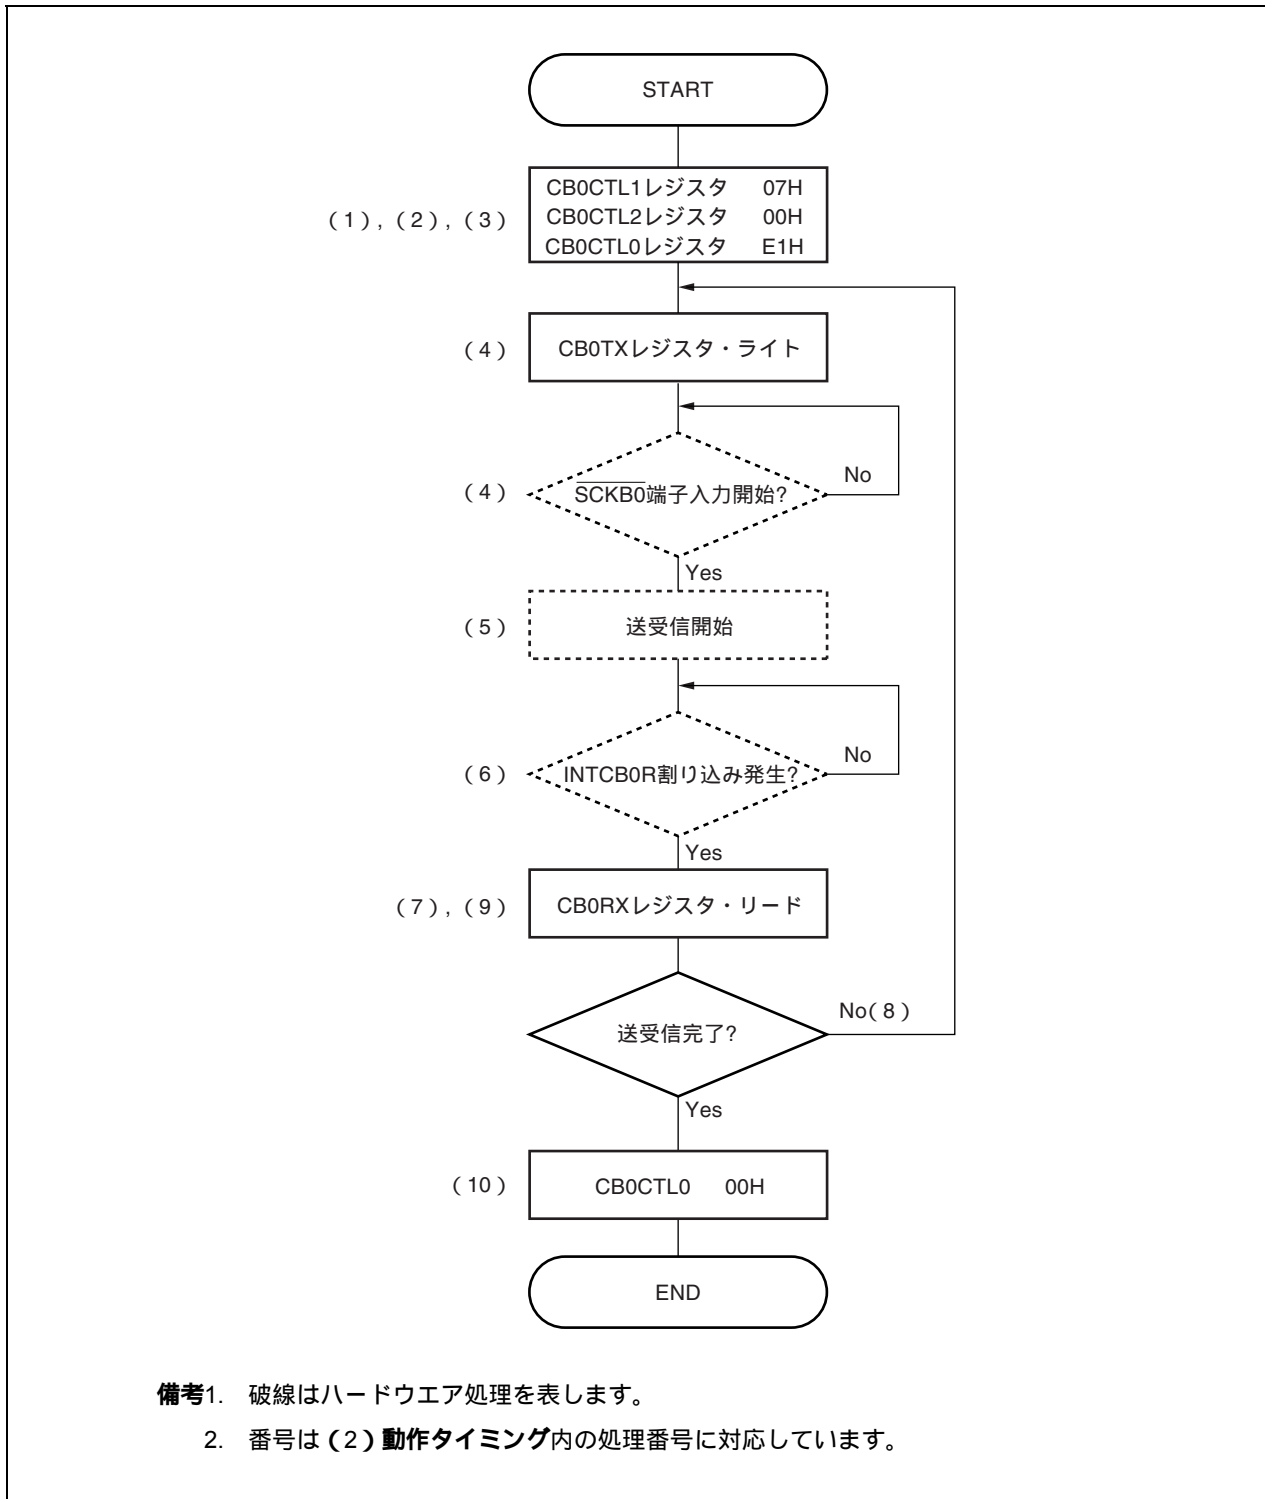 START
(1), (2), (3)
CB0CTL1レジスタ 07H
CB0CTL2レジスタ 00H
CB0CTL0レジスタ E1H
(4) CB0TXレジスタ・ライト
(4) SCKB0端子入力開始? No
Yes
(5) 送受信開始
(6) INTCB0R割り込み発生? No
Yes
(7), (9) CB0RXレジスタ・リード
送受信完了? No(8)
Yes
(10) CB0CTL0 00H
END
備考1. 破線はハードウエア処理を表します。
2. 番号は(2)動作タイミング内の処理番号に対応しています。